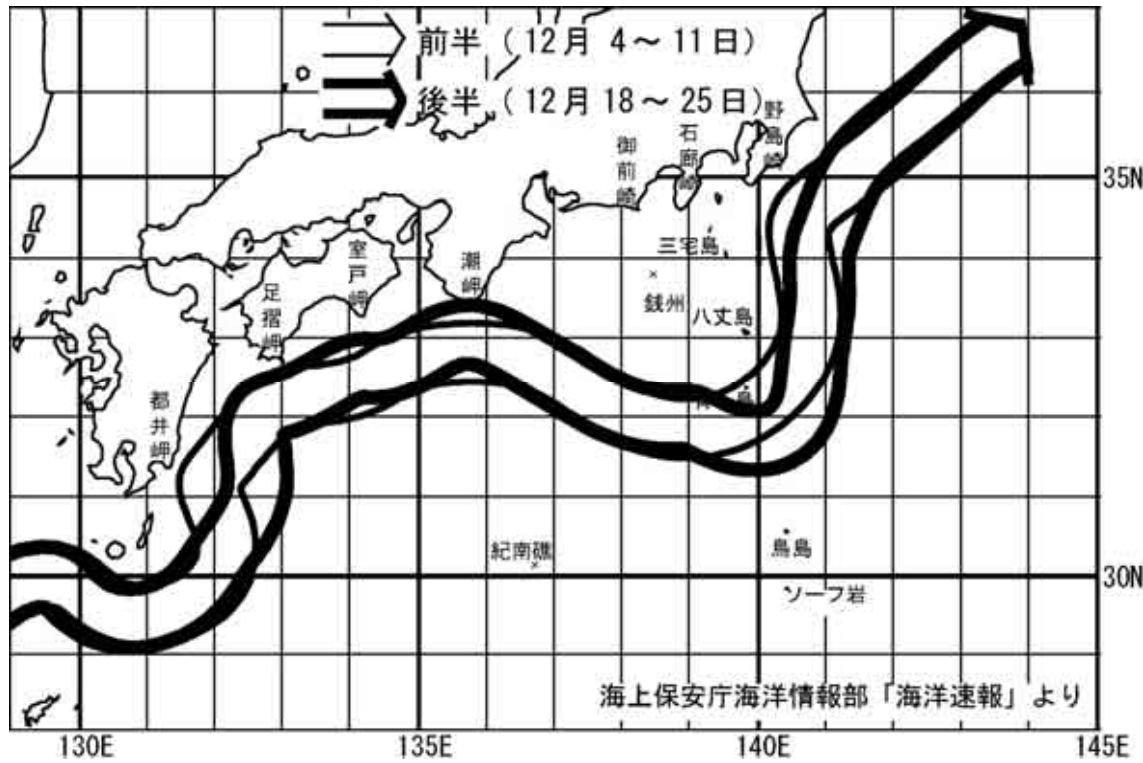 前半（12月 4～11日）
後半（12月 18～25日）
野島崎
石廊崎
御前崎
35N
三宅島
銭州
八丈島
潮岬
室戸岬
足摺岬
都井岬
島
紀南礁
鳥島
30N
ソーフ岩
海上保安庁海洋情報部「海洋速報」より
130E
135E
140E
145E